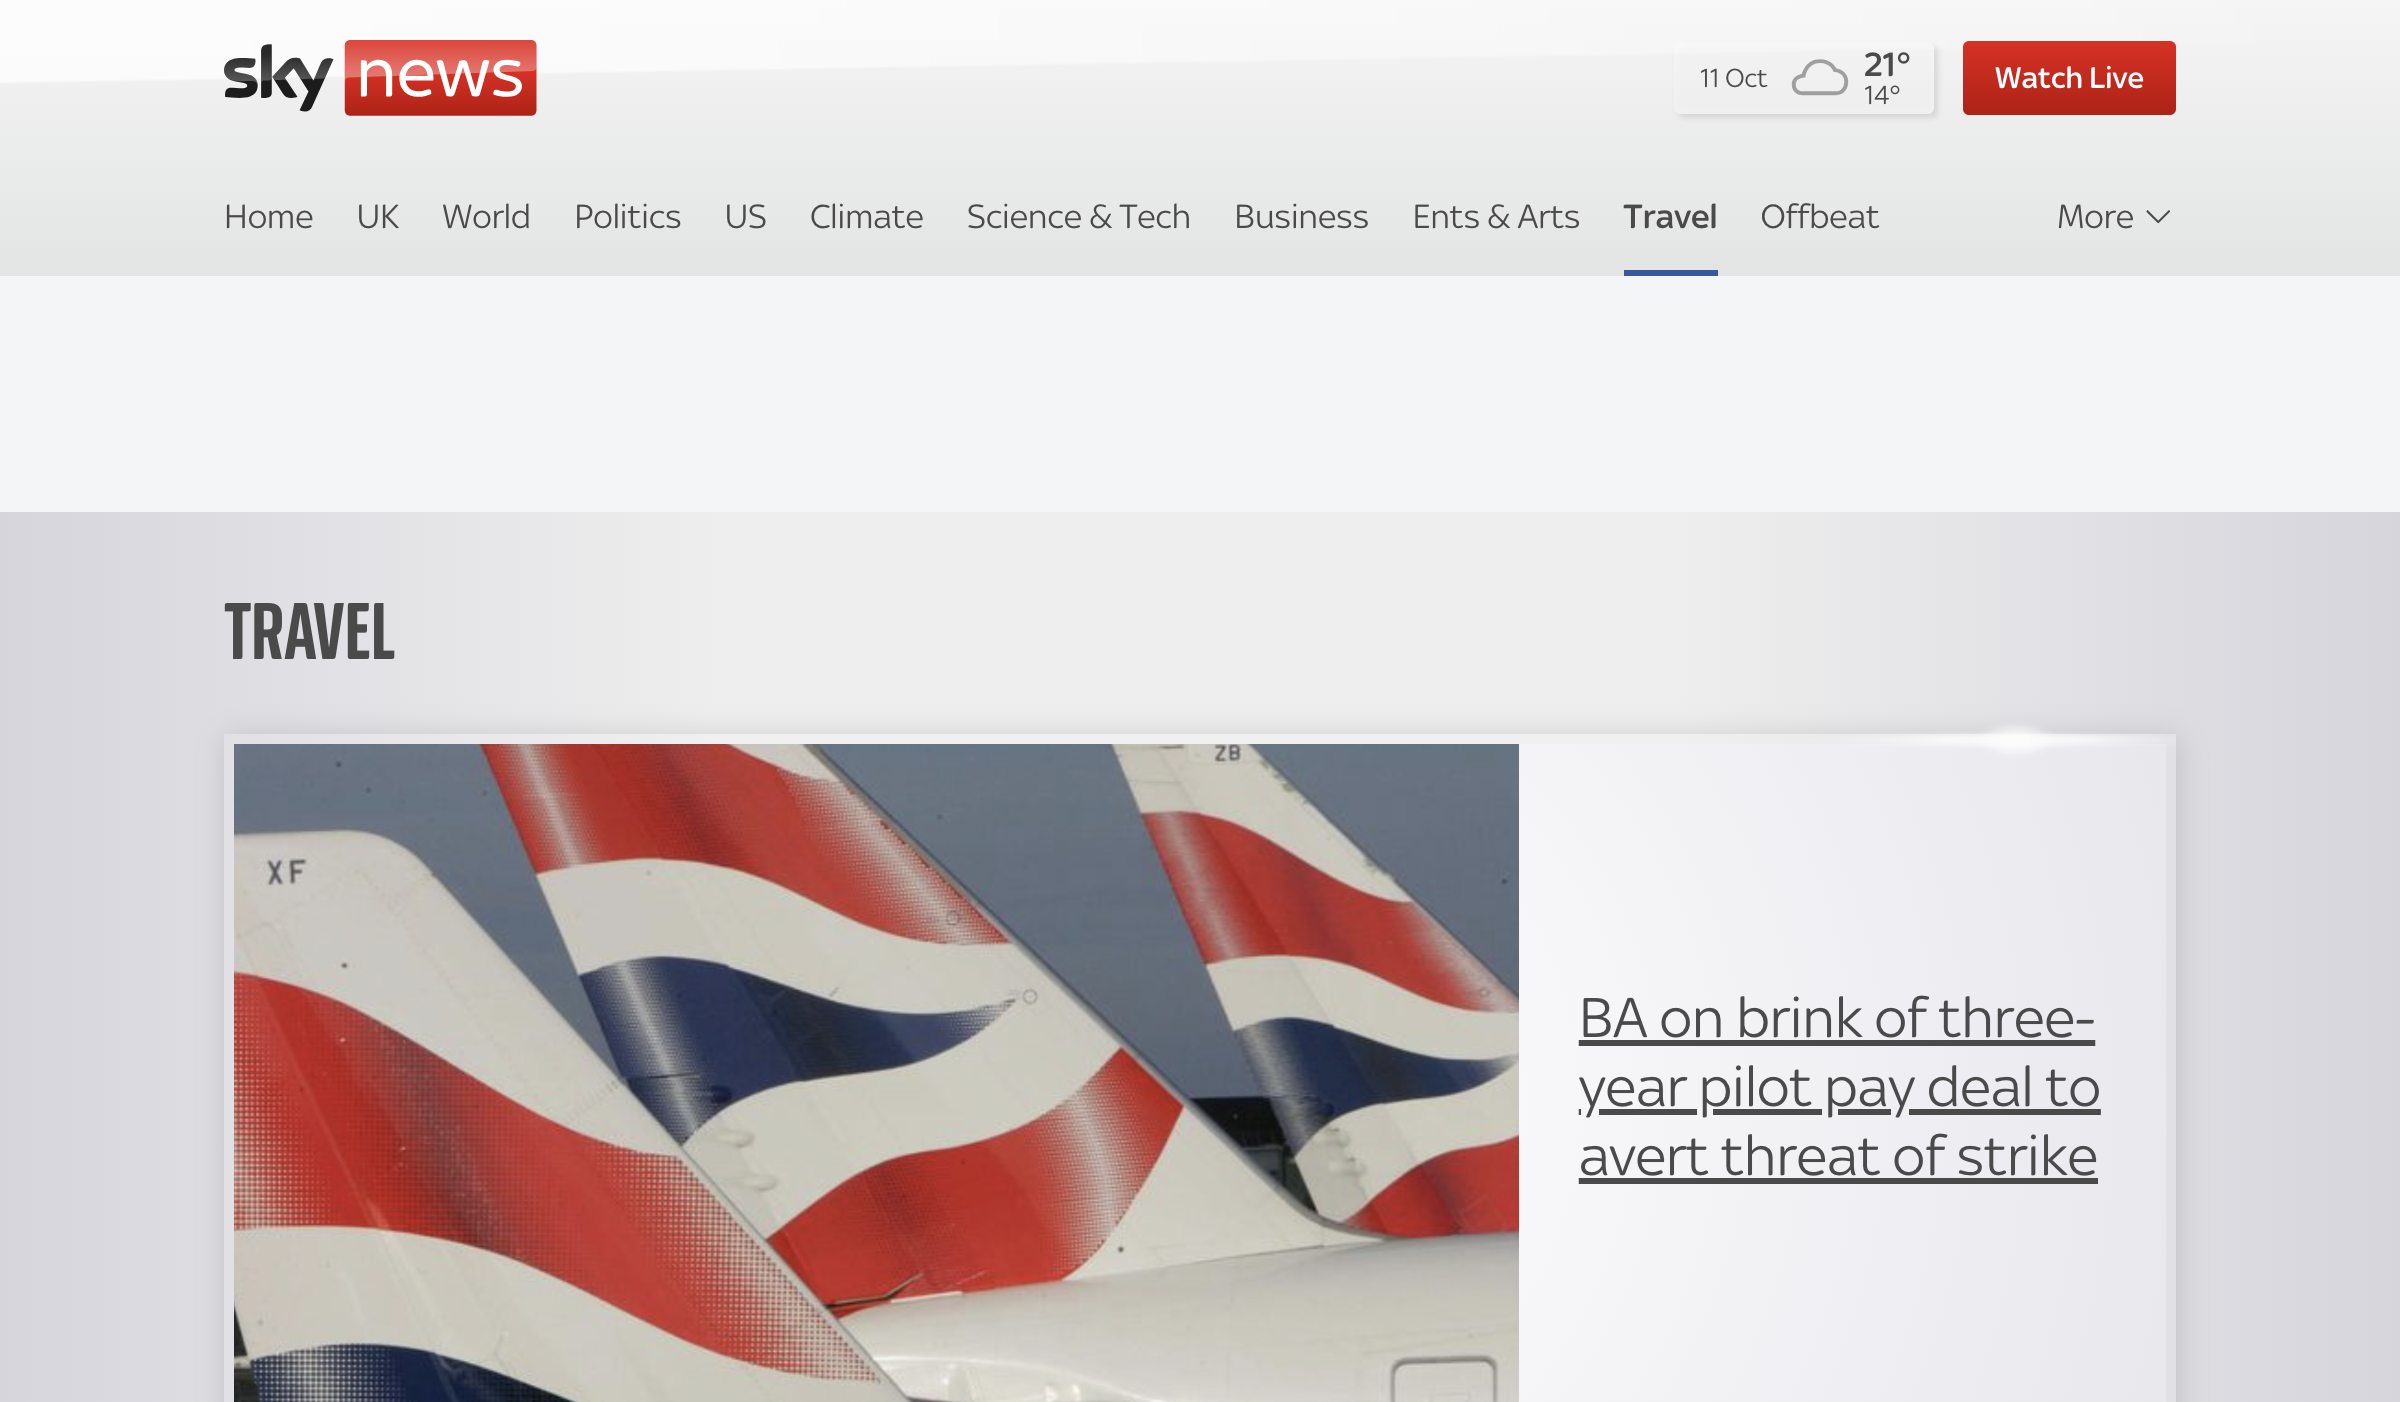 sky news
11 Oct
21°
14°
Watch Live
Home UK World Politics US Climate Science & Tech Business Ents & Arts Travel Offbeat More
TRAVEL
XF
ZB
BA on brink of three-
year pilot pay deal to
avert threat of strike